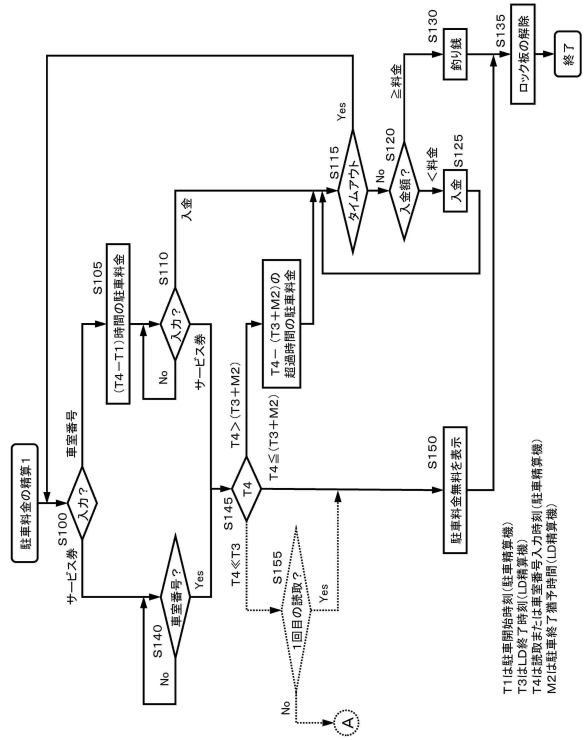 駐車料金の精算1
S100
入力?
サービス券
車室番号
S105
(T4-T1)時間の駐車料金
S110
入力?
No
入金
サービス券
S140
車室番号?
No
Yes
S145
T4
T4≪T3
T4>(T3+M2)
T4≦(T3+M2)
T4-(T3+M2)の
超過時間の駐車料金
S115
タイムアウト
Yes
No
S120
入金額?
≧料金
<料金
S125
入金
S130
釣り銭
S155
1回目の読取?
No
Yes
A
S150
駐車料金無料を表示
S135
ロック板の解除
終了
T1は駐車開始時刻(駐車精算機)
T3はLD終了時刻(LD精算機)
T4は読取または車室番号入力時刻(駐車精算機)
M2は駐車終了猶予時間(LD精算機)